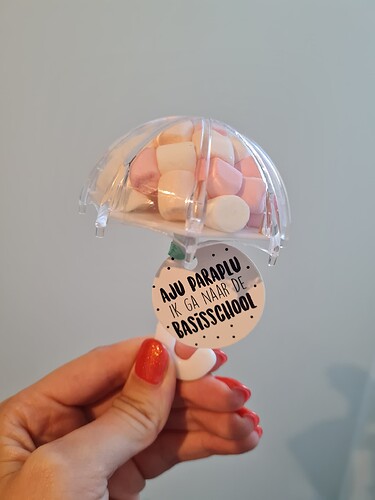 AJU PARAPLU
IK GA NAAR DE
BASISSCHOOL